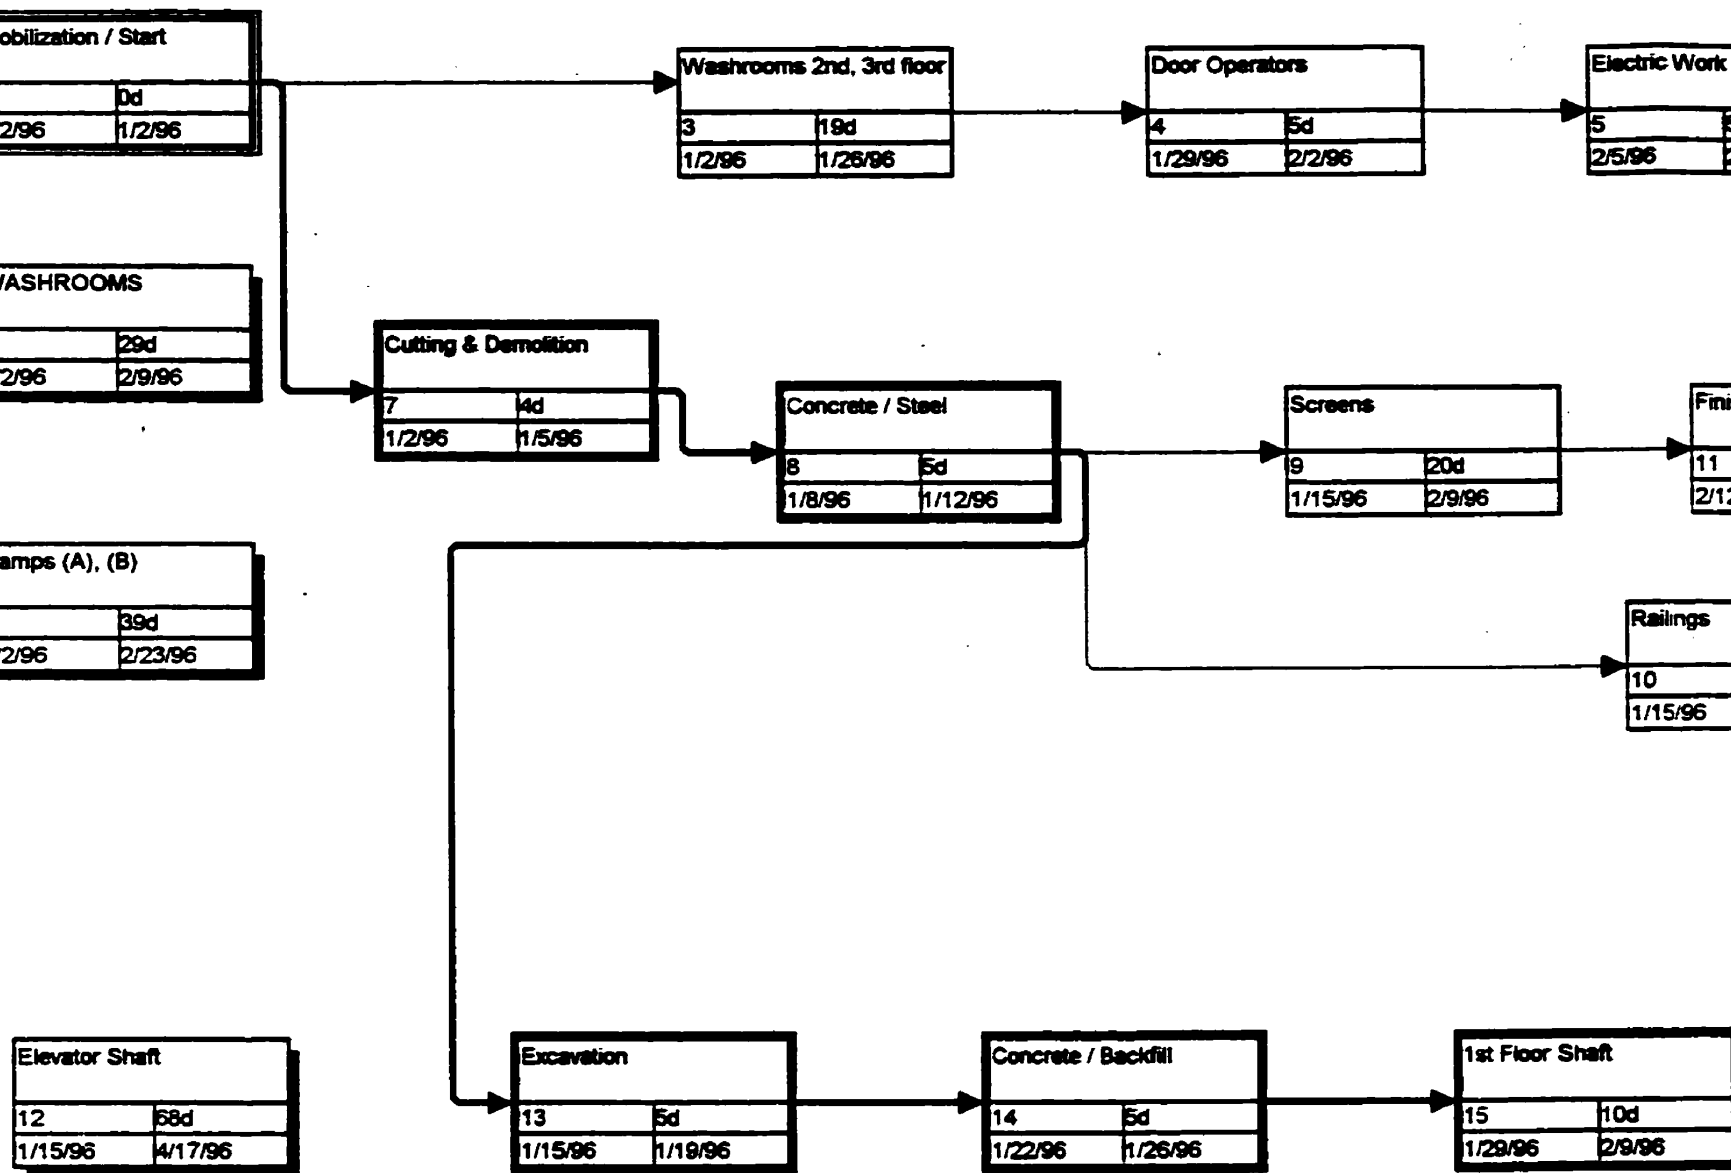 obilization / Start
0d
2/96 1/2/96
Washrooms 2nd, 3rd floor
3 19d
1/2/96 1/26/96
Door Operators
4 5d
1/29/96 2/2/96
Electric Work
5
2/5/96
WASHROOMS
29d
2/96 2/9/96
Cutting & Demolition
7 4d
1/2/96 1/5/96
Concrete / Steel
8 5d
1/8/96 1/12/96
Screens
9 20d
1/15/96 2/9/96
Fini
11
2/12
amps (A), (B)
39d
/2/96 2/23/96
Railings
10
1/15/96
Elevator Shaft
12 68d
1/15/96 4/17/96
Excavation
13 5d
1/15/96 1/19/96
Concrete / Backfill
14 5d
1/22/96 1/26/96
1st Floor Shaft
15 10d
1/29/96 2/9/96